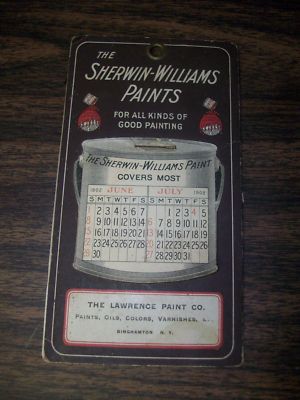 THE
SHERWIN-WILLIAMS
PAINTS
FOR ALL KINDS OF
GOOD PAINTING
THE SHERWIN-WILLIAMS PAINT
COVERS MOST
1902 JUNE JULY 1902
S M T W T F S S M T W T F S
1 2 3 4 5 6 7 1 2 3 4 5
8 9 10 11 12 13 14 6 7 8 9 10 11 12
15 16 17 18 19 20 21 13 14 15 16 17 18 19
22 23 24 25 26 27 28 20 21 22 23 24 25 26
29 30 27 28 29 30 31
THE LAWRENCE PAINT CO.
PAINTS, OILS, COLORS, VARNISHES,
BINGHAMTON N. Y.